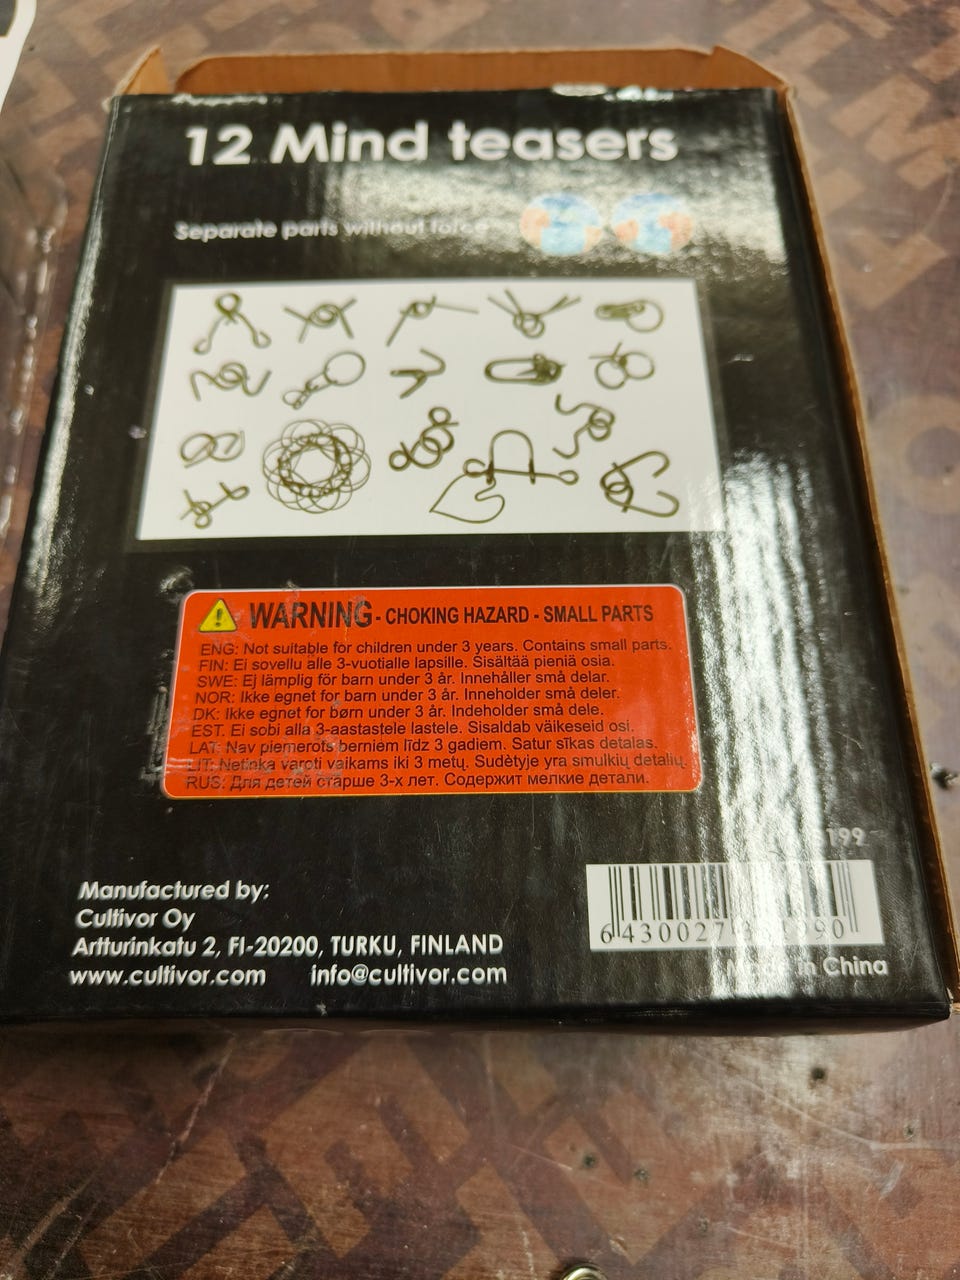 12 Mind teasers
Separate parts without force
WARNING - CHOKING HAZARD - SMALL PARTS
ENG: Not suitable for children under 3 years. Contains small parts.
FIN: Ei sovellu alle 3-vuotialle lapsille. Sisältää pieniä osia.
SWE: Ej lämplig för barn under 3 år. Innehåller små delar.
NOR: Ikke egnet for barn under 3 år. Inneholder små deler.
DK: Ikke egnet for børn under 3 år. Indeholder små dele.
EST. Ei sobi alla 3-aastastele lastele. Sisaldab väikeseid osi.
LAT: Nav piemerots berniem līdz 3 gadiem. Satur sīkas detalas.
LIT: Netinka varoti vaikams iki 3 metų. Sudėtyje yra smulkių detalių.
RUS: Для детей старше 3-х лет. Содержит мелкие детали.
199
Manufactured by:
Cultivor Oy
Artturinkatu 2, FI-20200, TURKU, FINLAND
www.cultivor.com info@cultivor.com
6 430027 990
Made in China